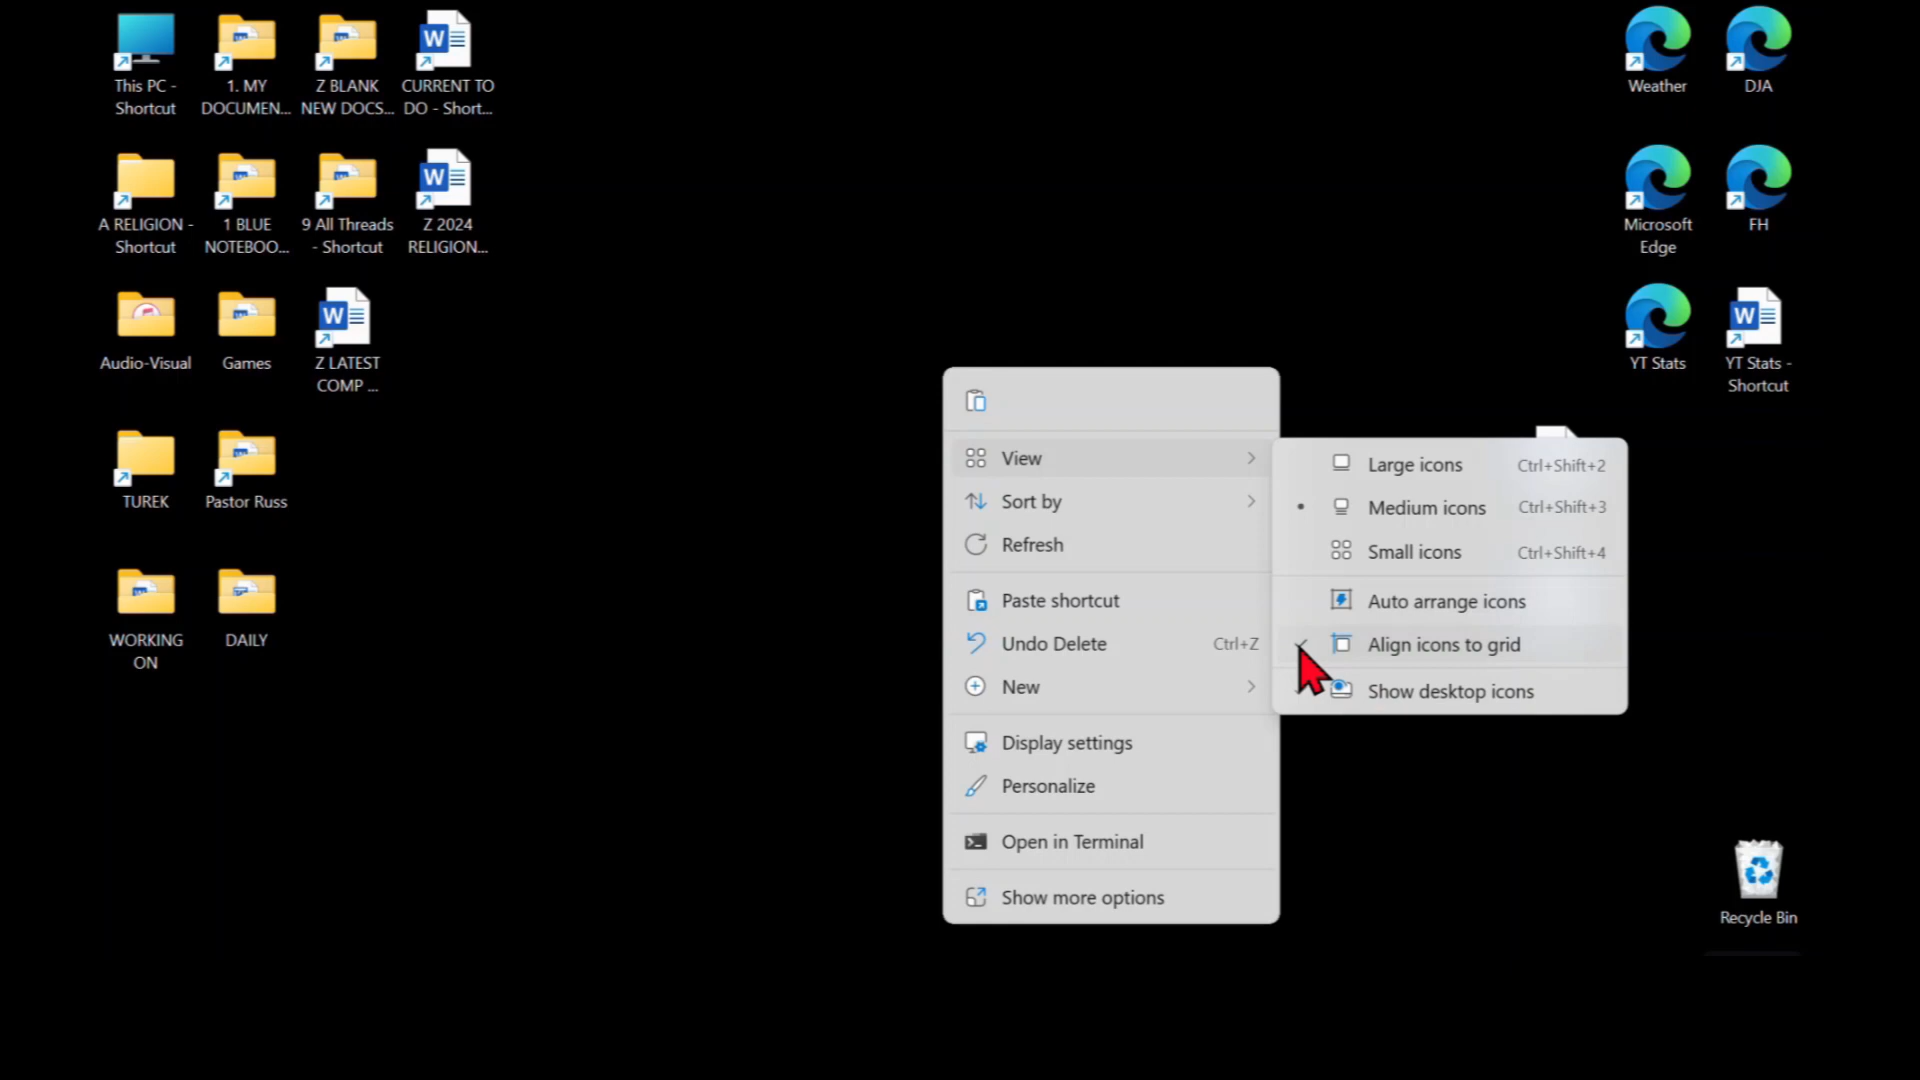 This PC -
Shortcut
1. MY
DOCUMEN...
Z BLANK
NEW DOCS...
CURRENT TO
DO - Short...
Weather
DJA
A RELIGION -
Shortcut
1 BLUE
NOTEBOO...
9 All Threads
- Shortcut
Z 2024
RELIGION...
Microsoft
Edge
FH
Audio-Visual
Games
Z LATEST
COMP ...
YT Stats
YT Stats -
Shortcut
TUREK
Pastor Russ
WORKING
ON
DAILY
View
Sort by
Refresh
Paste shortcut
Undo Delete Ctrl+Z
New
Display settings
Personalize
Open in Terminal
Show more options
Large icons Ctrl+Shift+2
Medium icons Ctrl+Shift+3
Small icons Ctrl+Shift+4
Auto arrange icons
Align icons to grid
Show desktop icons
Recycle Bin